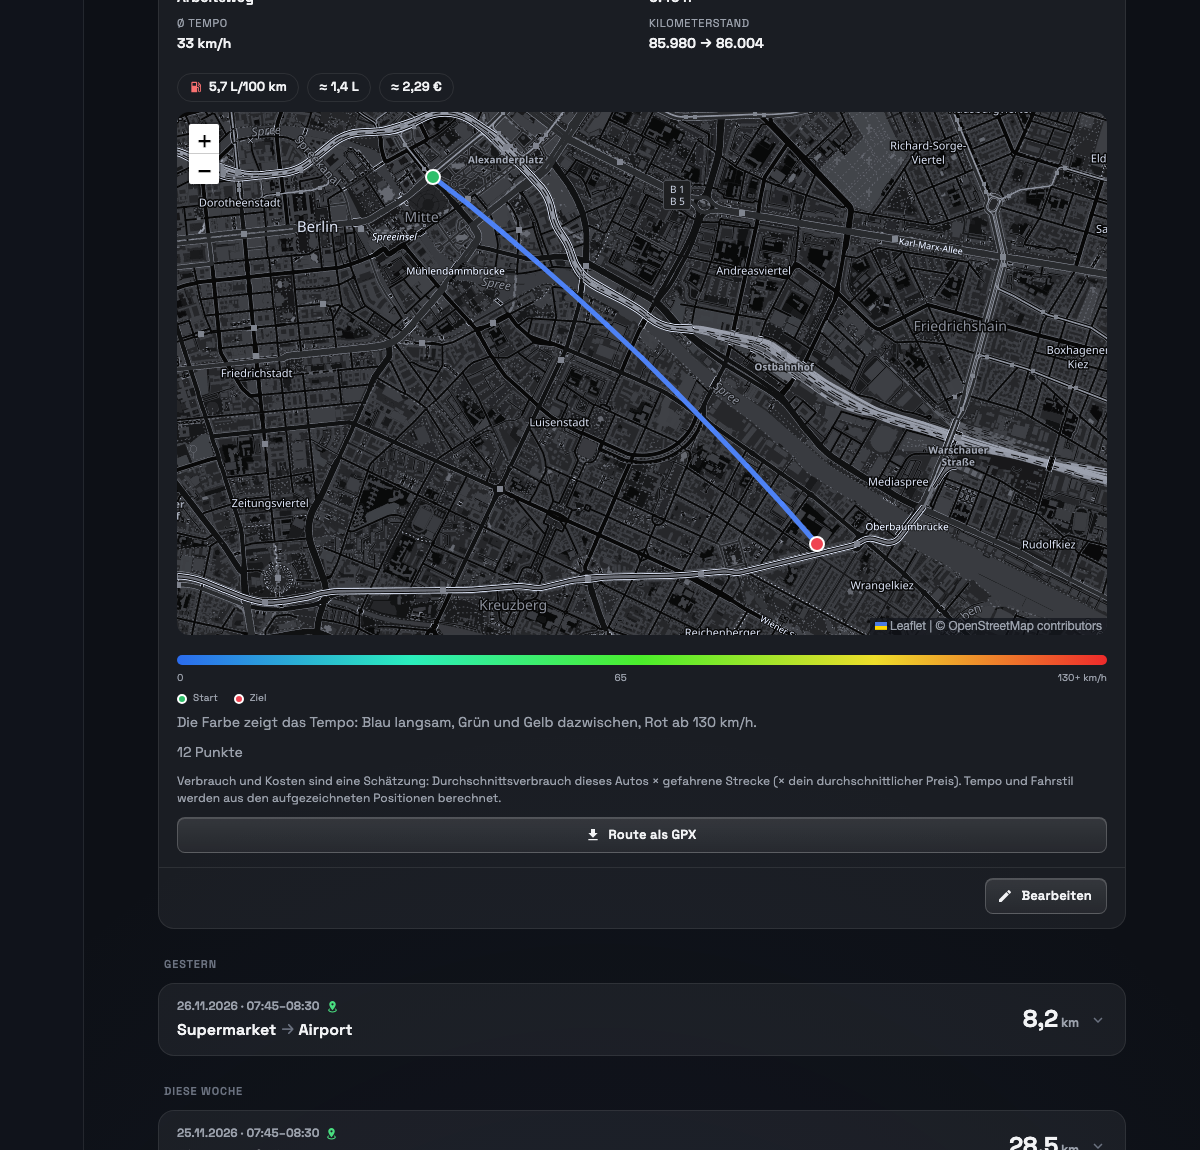 Arbeitsweg
Ø TEMPO
33 km/h
KILOMETERSTAND
85.980 → 86.004
5,7 L/100 km
≈ 1,4 L
≈ 2,29 €
+
−
Spree
Alexanderplatz
Richard-Sorge-
Viertel
Eld
Dorotheenstadt
B 1
B 5
Mitte
Berlin
Spreeinsel
Sa
Karl-Marx-Allee
Mühlendammbrücke
Spree
Andreasviertel
Friedrichshain
Boxhagener
Kiez
Friedrichstadt
Ostbahnhof
Spree
Luisenstadt
Warschauer
Straße
Mediaspree
Zeitungsviertel
Oberbaumbrücke
Rudolfkiez
Wrangelkiez
Kreuzberg
Wiener S
Reichenberger
Leaflet | © OpenStreetMap contributors
0
65
130+ km/h
Start
Ziel
Die Farbe zeigt das Tempo: Blau langsam, Grün und Gelb dazwischen, Rot ab 130 km/h.
12 Punkte
Verbrauch und Kosten sind eine Schätzung: Durchschnittsverbrauch dieses Autos × gefahrene Strecke (× dein durchschnittlicher Preis). Tempo und Fahrstil
werden aus den aufgezeichneten Positionen berechnet.
Route als GPX
Bearbeiten
GESTERN
26.11.2026 · 07:45–08:30
Supermarket → Airport
8,2 km
DIESE WOCHE
25.11.2026 · 07:45–08:30
28,5 km